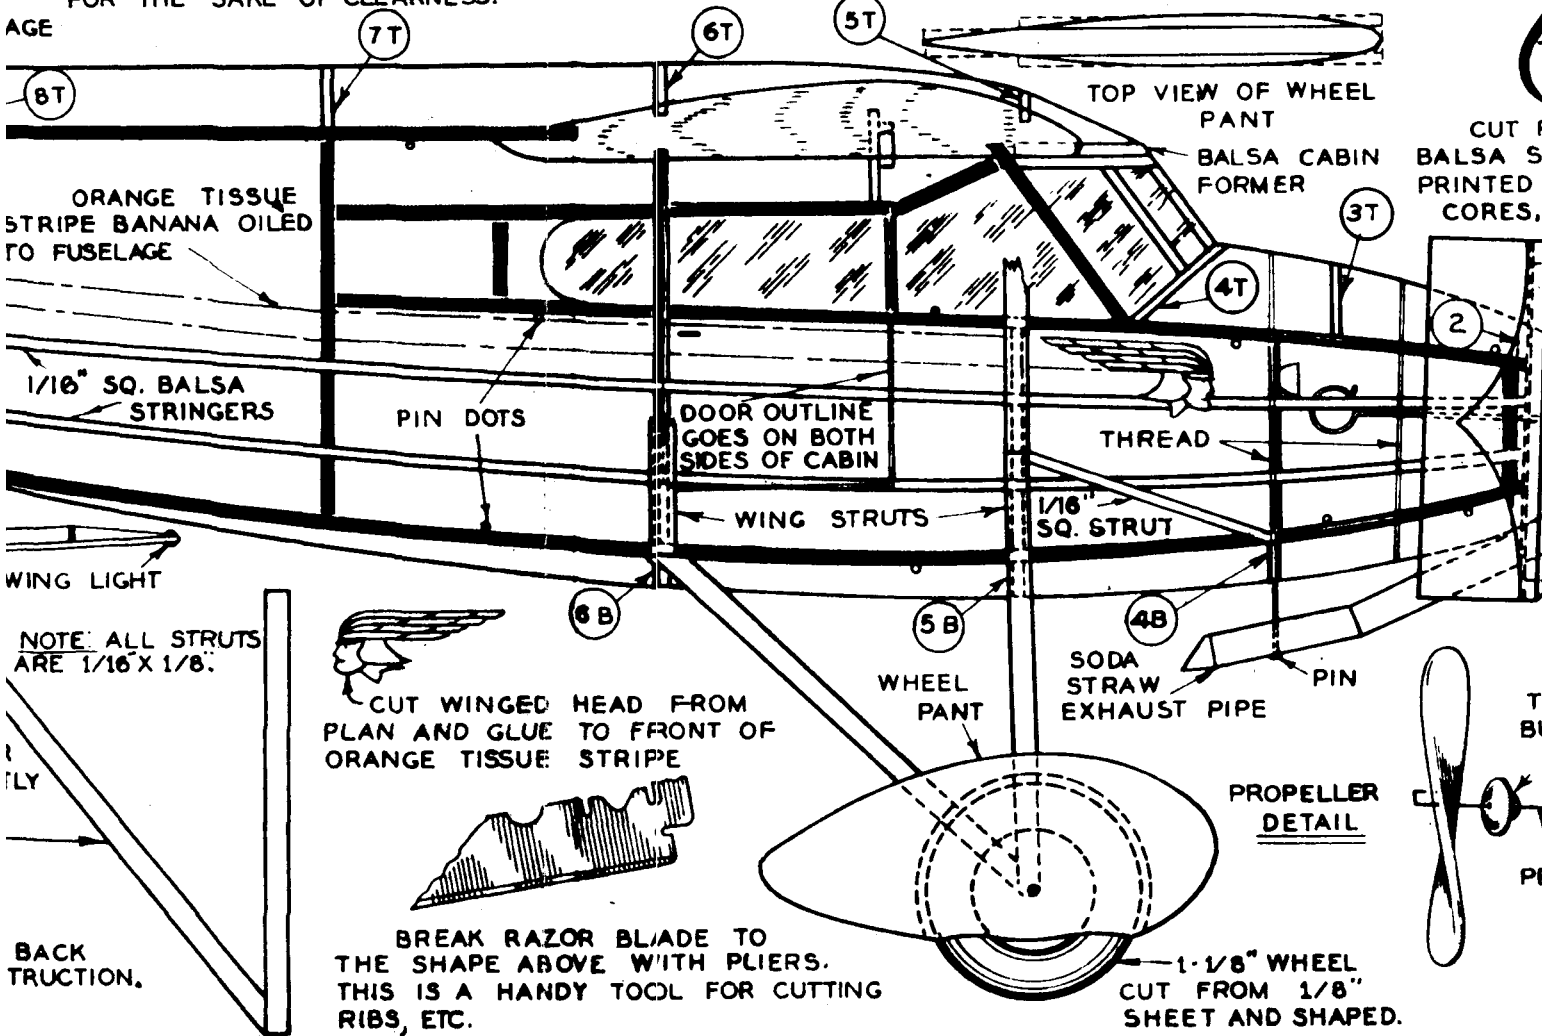 FOR THE SAKE OF CLEARNESS.
AGE
7T
6T
5T
8T
TOP VIEW OF WHEEL
PANT
BALSA CABIN
FORMER
CUT
BALSA S
PRINTED
CORES,
3T
ORANGE TISSUE
STRIPE BANANA OILED
TO FUSELAGE
4T
2
1/16" SQ. BALSA
STRINGERS
PIN DOTS
DOOR OUTLINE
GOES ON BOTH
SIDES OF CABIN
THREAD
WING STRUTS
1/16"
SQ. STRUT
WING LIGHT
6B
5B
4B
NOTE: ALL STRUTS
ARE 1/16" X 1/8".
CUT WINGED HEAD FROM
PLAN AND GLUE TO FRONT OF
ORANGE TISSUE STRIPE
WHEEL
PANT
SODA
STRAW
EXHAUST PIPE
PIN
TLY
PROPELLER
DETAIL
BREAK RAZOR BLADE TO
THE SHAPE ABOVE WITH PLIERS.
THIS IS A HANDY TOOL FOR CUTTING
RIBS, ETC.
BACK
TRUCTION.
1-1/8" WHEEL
CUT FROM 1/8"
SHEET AND SHAPED.